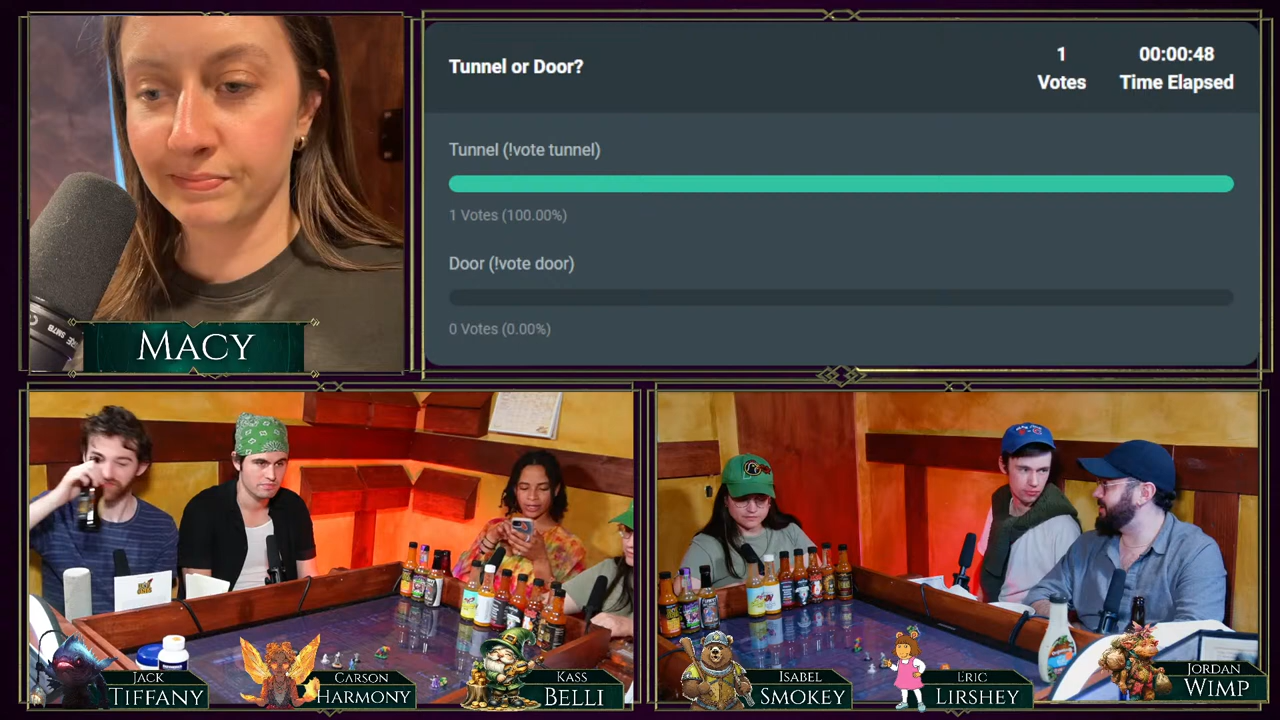 Tunnel or Door?
1
Votes
00:00:48
Time Elapsed
Tunnel (!vote tunnel)
1 Votes (100.00%)
Door (!vote door)
0 Votes (0.00%)
MACY
JACK
TIFFANY
CARSON
HARMONY
KASS
BELLI
ISABEL
SMOKEY
ERIC
LIRSHEY
JORDAN
WIMP